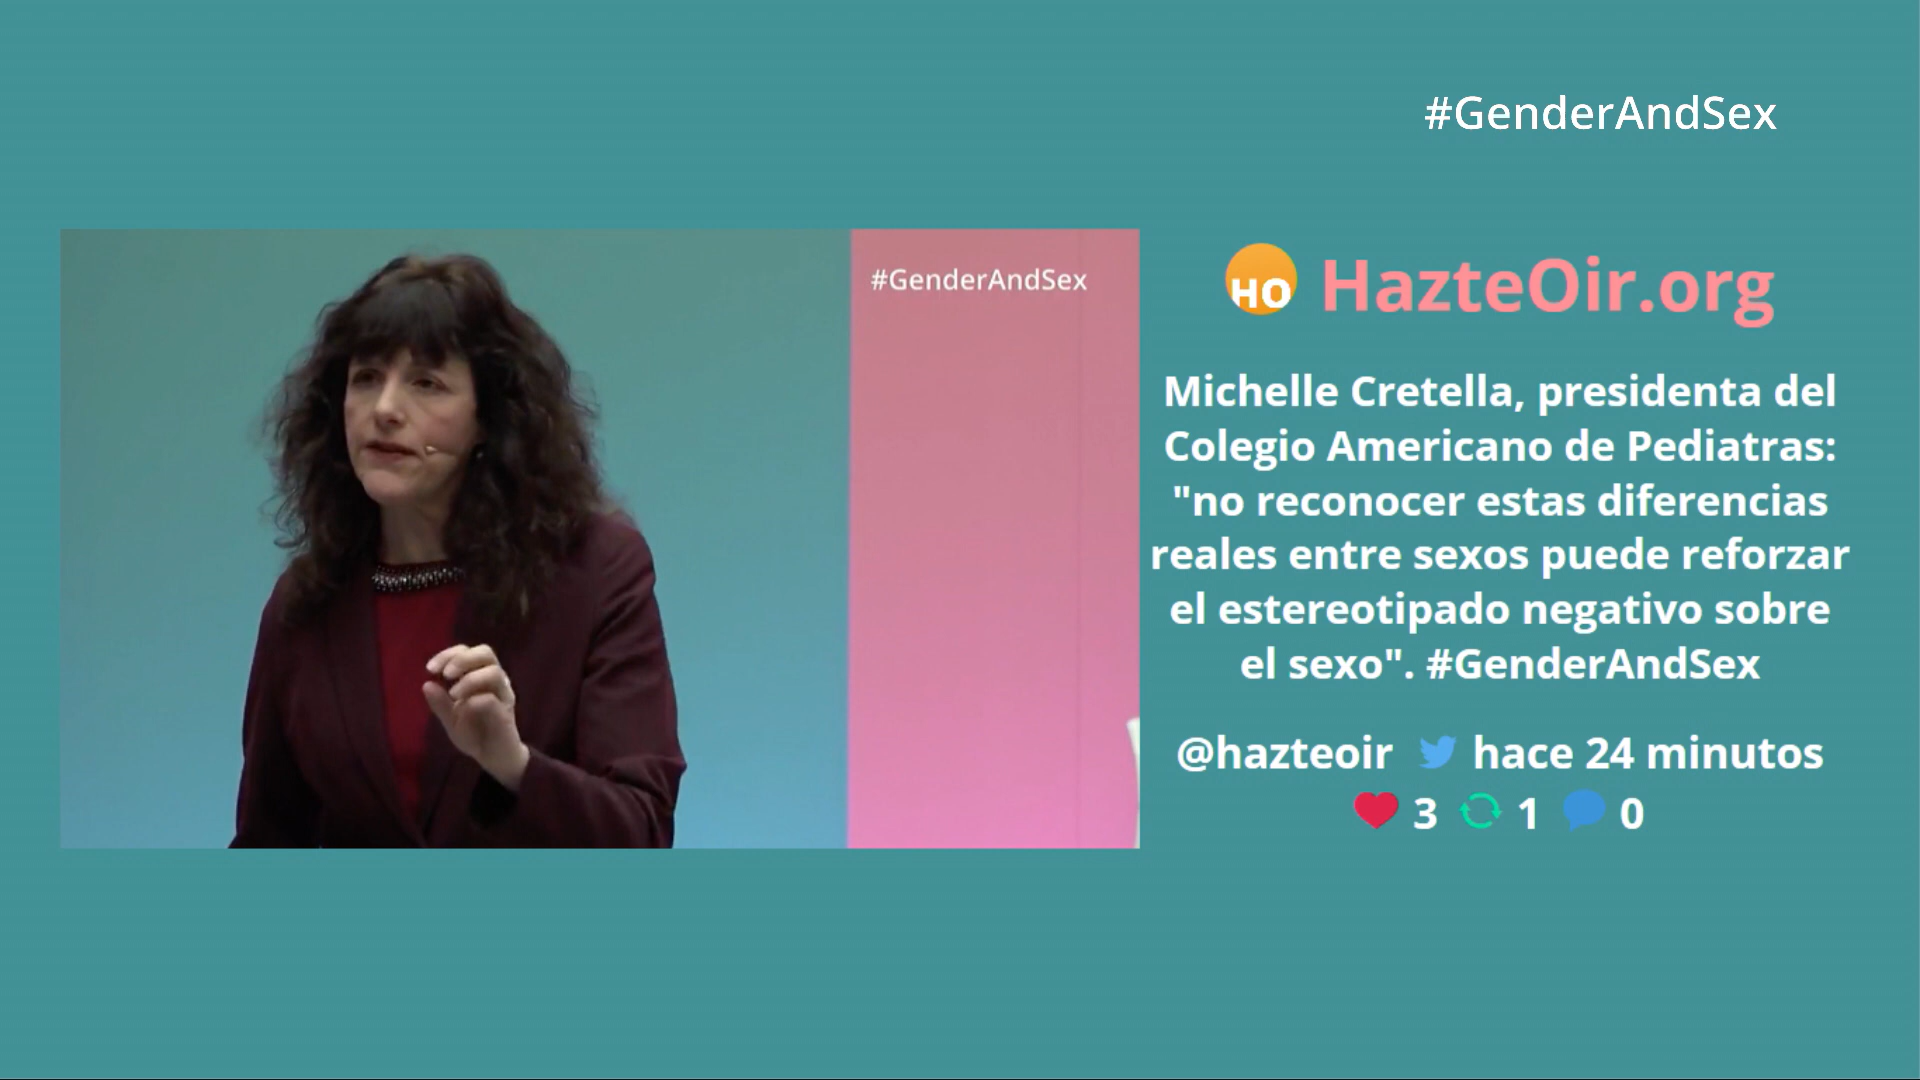 #GenderAndSex
#GenderAndSex
HO HazteOir.org
Michelle Cretella, presidenta del
Colegio Americano de Pediatras:
"no reconocer estas diferencias
reales entre sexos puede reforzar
el estereotipado negativo sobre
el sexo". #GenderAndSex
@hazteoir hace 24 minutos
3 1 0